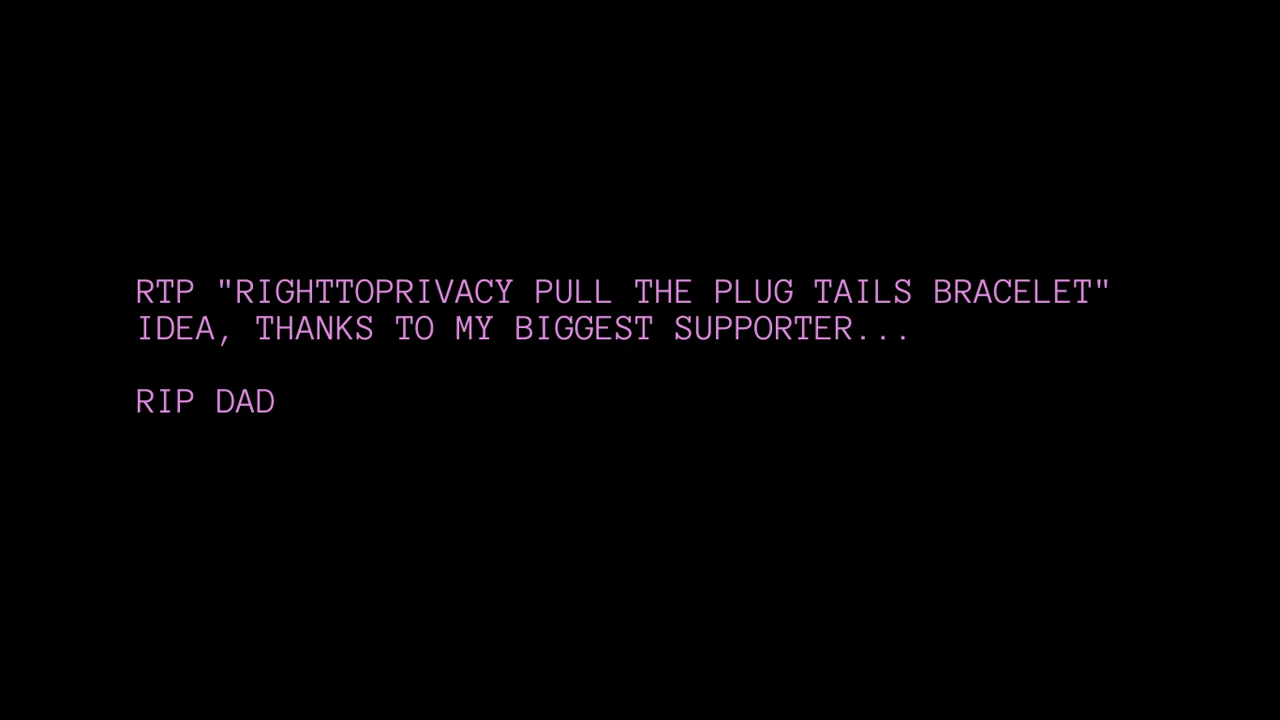 RTP "RIGHTTOPRIVACY PULL THE PLUG TAILS BRACELET"
IDEA, THANKS TO MY BIGGEST SUPPORTER...
RIP DAD